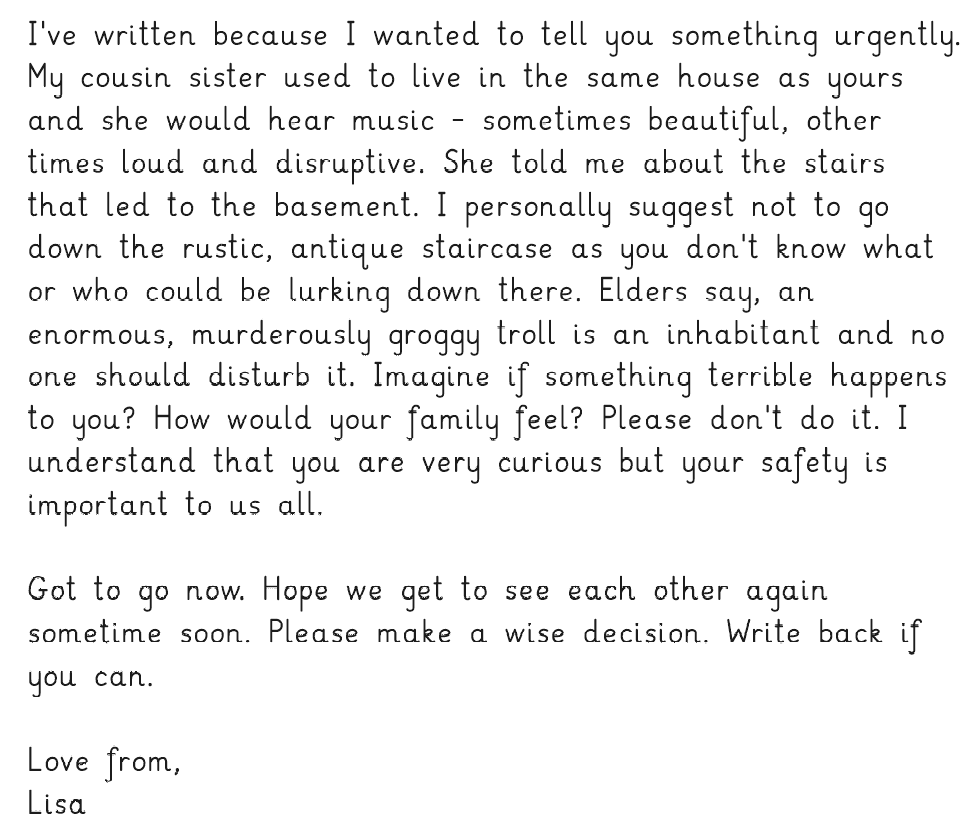 I've written because I wanted to tell you something urgently.
My cousin sister used to live in the same house as yours
and she would hear music - sometimes beautiful, other
times loud and disruptive. She told me about the stairs
that led to the basement. I personally suggest not to go
down the rustic, antique staircase as you don't know what
or who could be lurking down there. Elders say, an
enormous, murderously groggy troll is an inhabitant and no
one should disturb it. Imagine if something terrible happens
to you? How would your family feel? Please don't do it. I
understand that you are very curious but your safety is
important to us all.

Got to go now. Hope we get to see each other again
sometime soon. Please make a wise decision. Write back if
you can.

Love from,
Lisa